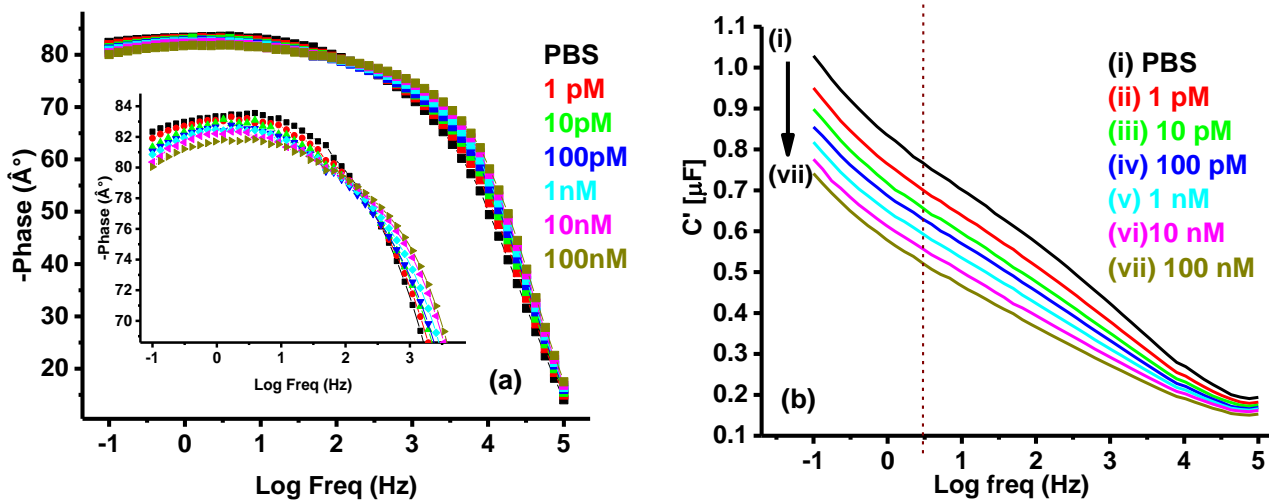 -Phase (Â°)
80
70
60
50
40
30
20
-1
0
1
2
3
4
5
Log Freq (Hz)
PBS
1 pM
10pM
100pM
1nM
10nM
100nM
-Phase (Â°)
84
82
80
78
76
74
72
70
-1
0
1
2
3
Log Freq (Hz)
(a)
C' [µF]
1.1
1.0
0.9
0.8
0.7
0.6
0.5
0.4
0.3
0.2
0.1
-1
0
1
2
3
4
5
Log freq (Hz)
(i)
(vii)
(i) PBS
(ii) 1 pM
(iii) 10 pM
(iv) 100 pM
(v) 1 nM
(vi)10 nM
(vii) 100 nM
(b)